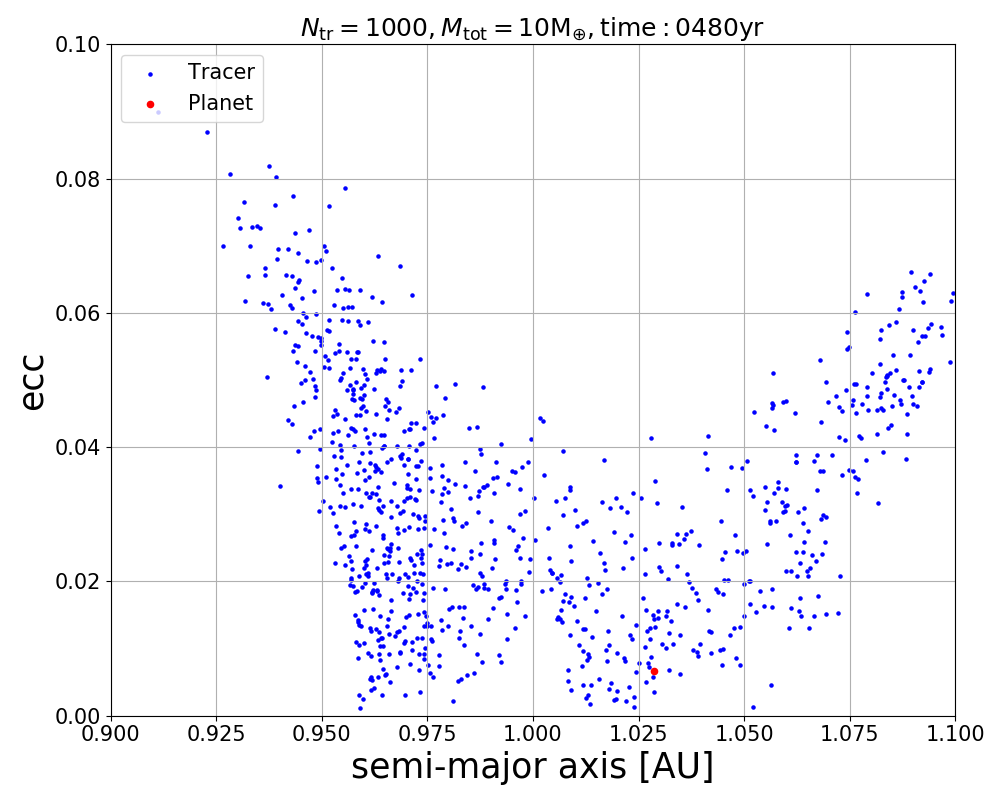 N_tr = 1000, M_tot = 10M_⊕, time : 0480yr
0.10
Tracer
Planet
0.08
0.06
ecc
0.04
0.02
0.00
0.900 0.925 0.950 0.975 1.000 1.025 1.050 1.075 1.100
semi-major axis [AU]